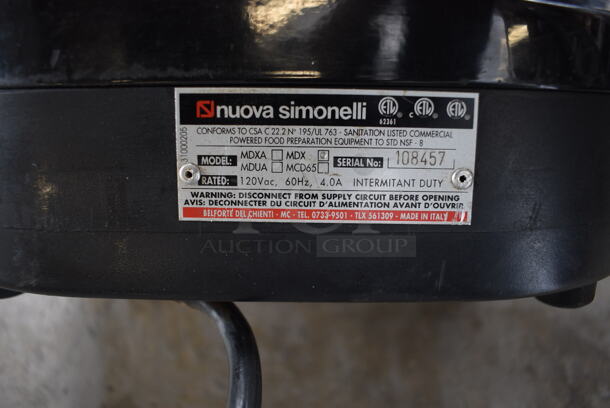 nuova simonelli
62361
CONFORMS TO CSA C 22.2 N° 195/UL 763 - SANITATION LISTED COMMERCIAL
POWERED FOOD PREPARATION EQUIPMENT TO STD NSF - 8
MODEL: MDXA MDX SERIAL No: 108457
MDUA MCD65
RATED: 120Vac, 60Hz, 4.0A INTERMITANT DUTY
WARNING: DISCONNECT FROM SUPPLY CIRCUIT BEFORE OPENING
AVIS: DECONNECTER DU CIRCUIT D'ALIMENTATION AVANT D'OUVRIR
BELFORTE DEL CHIENTI - MC - TEL. 0733-9501 - TLX 561309 - MADE IN ITALY
31000205
AUCTION GROUP